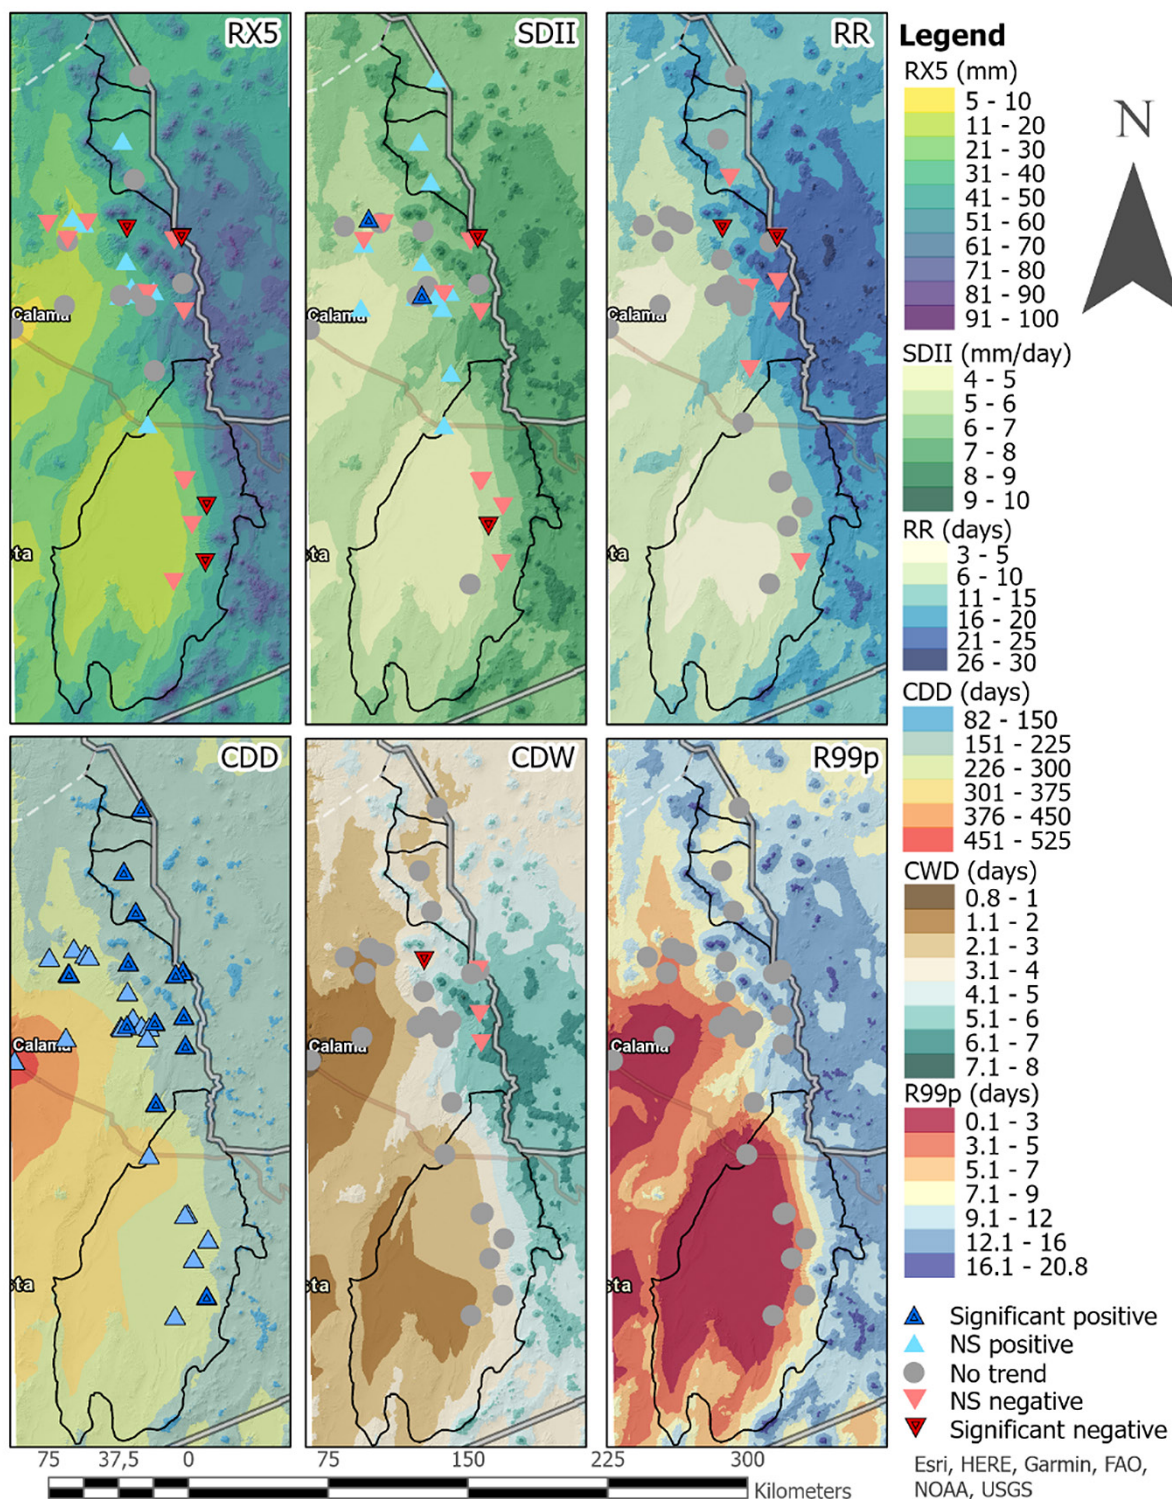 RX5
SDII
RR
Calama
Calama
Calama
sta
sta
sta
CDD
CDW
R99p
Calama
Calama
Calama
sta
sta
sta
Legend
N
RX5 (mm)
5 - 10
11 - 20
21 - 30
31 - 40
41 - 50
51 - 60
61 - 70
71 - 80
81 - 90
91 - 100
SDII (mm/day)
4 - 5
5 - 6
6 - 7
7 - 8
8 - 9
9 - 10
RR (days)
3 - 5
6 - 10
11 - 15
16 - 20
21 - 25
26 - 30
CDD (days)
82 - 150
151 - 225
226 - 300
301 - 375
376 - 450
451 - 525
CWD (days)
0.8 - 1
1.1 - 2
2.1 - 3
3.1 - 4
4.1 - 5
5.1 - 6
6.1 - 7
7.1 - 8
R99p (days)
0.1 - 3
3.1 - 5
5.1 - 7
7.1 - 9
9.1 - 12
12.1 - 16
16.1 - 20.8
Significant positive
NS positive
No trend
NS negative
Significant negative
75 37,5 0 75 150 225 300
Kilometers
Esri, HERE, Garmin, FAO,
NOAA, USGS